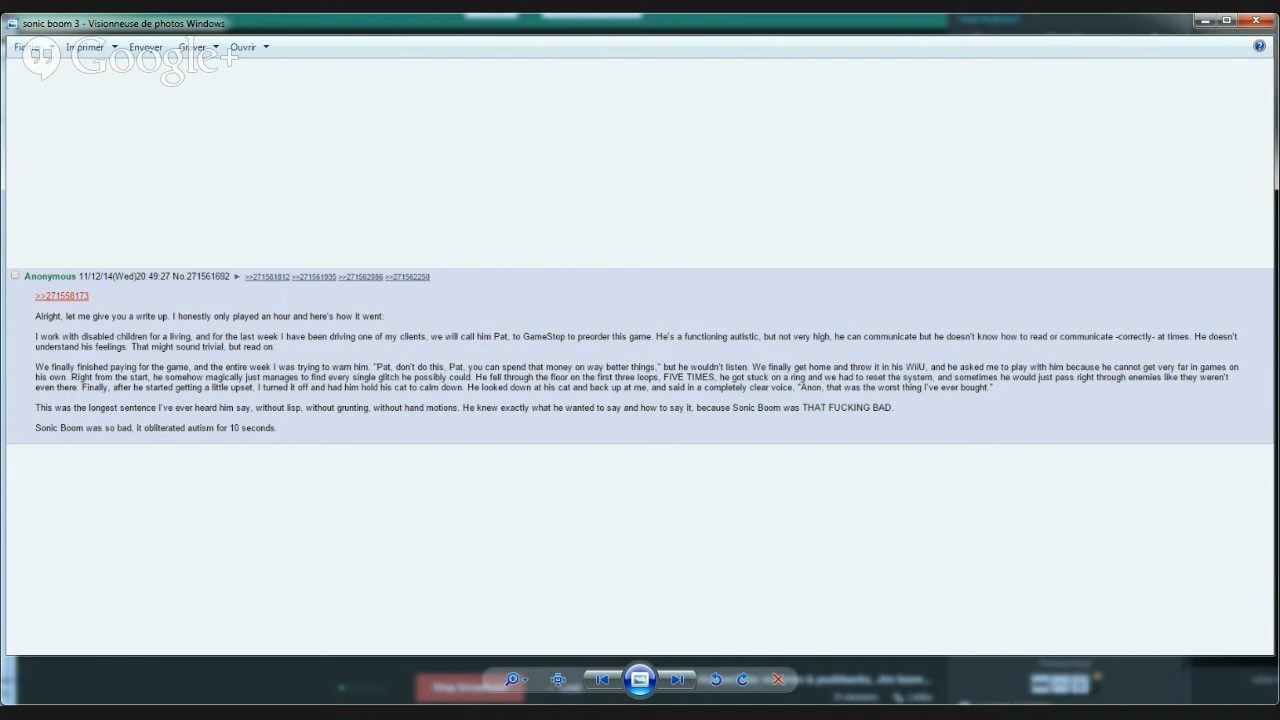 sonic boom 3 - Visionneuse de photos Windows
Imprimer Envoyer Graver Ouvrir
Google+
Anonymous 11/12/14(Wed)20:49:27 No.271561692 ► >>271561812 >>271561935 >>271562086 >>271562250
>>271558173
Alright, let me give you a write up. I honestly only played an hour and here's how it went:
I work with disabled children for a living, and for the last week I have been driving one of my clients, we will call him Pat, to GameStop to preorder this game. He's a functioning autistic, but not very high, he can communicate but he doesn't know how to read or communicate -correctly- at times. He doesn't
understand his feelings. That might sound trivial, but read on.
We finally finished paying for the game, and the entire week I was trying to warn him. "Pat, don't do this, Pat, you can spend that money on way better things," but he wouldn't listen. We finally get home and throw it in his WiiU, and he asked me to play with him because he cannot get very far in games on
his own. Right from the start, he somehow magically just manages to find every single glitch he possibly could. He fell through the floor on the first three loops, FIVE TIMES, he got stuck on a ring and we had to reset the system, and sometimes he would just pass right through enemies like they weren't
even there. Finally, after he started getting a little upset, I turned it off and had him hold his cat to calm down. He looked down at his cat and back up at me, and said in a completely clear voice, "Anon, that was the worst thing I've ever bought."
This was the longest sentence I've ever heard him say, without lisp, without grunting, without hand motions. He knew exactly what he wanted to say and how to say it, because Sonic Boom was THAT FUCKING BAD.
Sonic Boom was so bad, it obliterated autism for 10 seconds.